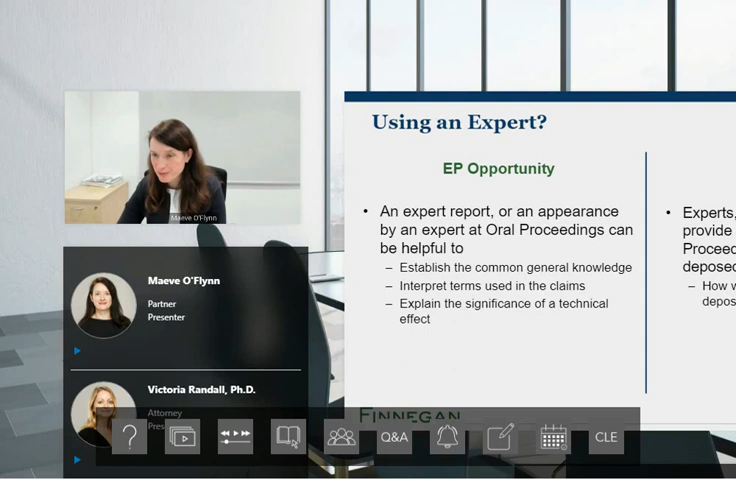 Using an Expert?
EP Opportunity
• An expert report, or an appearance
by an expert at Oral Proceedings can
be helpful to
– Establish the common general knowledge
– Interpret terms used in the claims
– Explain the significance of a technical
effect
• Experts,
provide
Proceed
deposed
– How w
depos
FINNEGAN
Maeve O'Flynn
Maeve O'Flynn
Partner
Presenter
Victoria Randall, Ph.D.
Attorney
Pres
?
Q&A
CLE